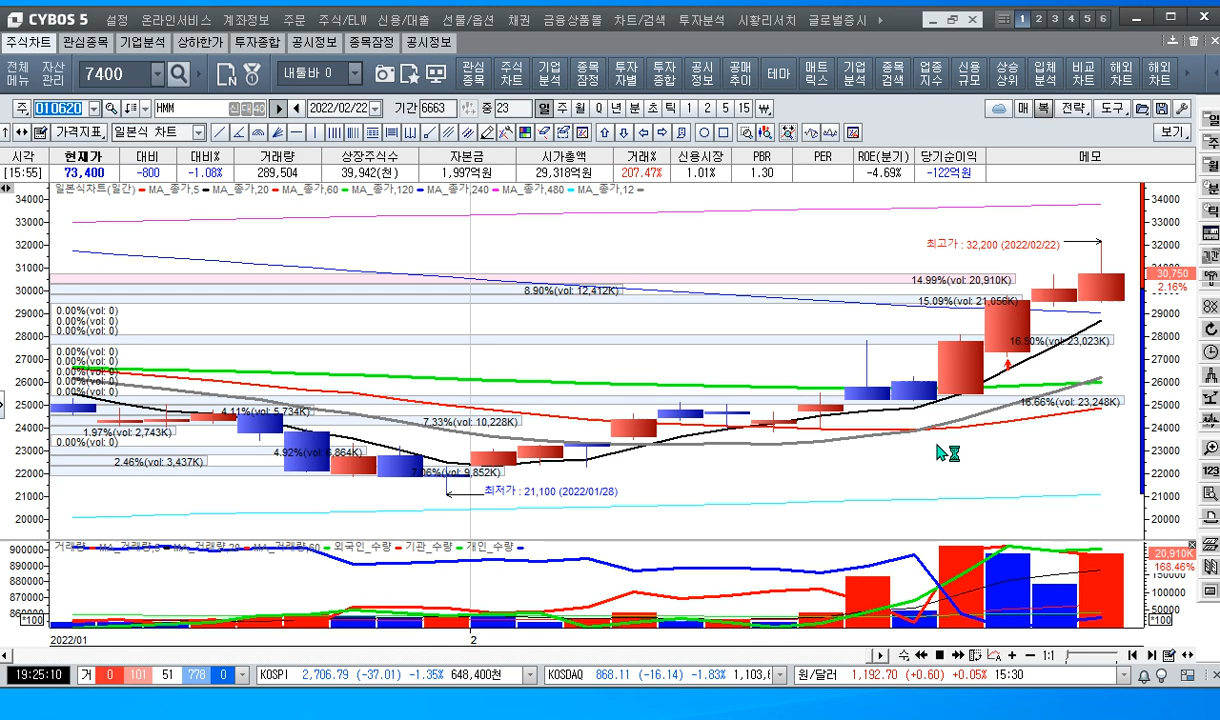 CYBOS 5 설정 온라인서비스 계좌정보 주문 주식/ELW 신용/대출 선물/옵션 채권 금융상품몰 차트/검색 투자분석 시황리서치 글로벌증시 1 2 3 4 5 6
주식차트 관심종목 기업분석 상하한가 투자종합 공시정보 종목잠정 공시정보
전체메뉴 자산관리 7400 내툴바 0 관심종목 주식차트 기업분석 종목잠정 투자자별 투자종합 공시정보 공매추이 테마 매트릭스 기업분석 종목검색 업종지수 신용규모 상승상위 입체분석 비교차트 해외차트 해외차트
주 010620 HMM 신 대 40 2022/02/22 기간 6663 중 23 일 주 월 Q 년 분 초 틱 1 2 3 5 15 매 복 전략 도구
가격지표 일본식 차트 보기
시각 현재가 대비 대비% 거래량 상장주식수 자본금 시가총액 거래% 신용시장 PBR PER ROE(분기) 당기순이익 메모
[15:55] 73,400 -800 -1.08% 289,504 39,942(천) 1,997억원 29,318억원 207.47% 1.01% 1.30 -4.69% -122억원
일본식차트(일간) MA_종가,5 MA_종가,20 MA_종가,60 MA_종가,120 MA_종가,240 MA_종가,480 MA_종가,12
34000 34000
33000 33000
최고가 : 32,200 (2022/02/22)
32000 32000
31000
30,750
2.16%
14.99%(vol: 20,910K)
8.90%(vol: 12,412K)
30000
15.09%(vol: 21,056K)
0.00%(vol: 0)
0.00%(vol: 0)
0.00%(vol: 0)
29000 29000
28000 28000
16.50%(vol: 23,023K)
0.00%(vol: 0)
0.00%(vol: 0)
0.00%(vol: 0)
0.00%(vol: 0)
0.00%(vol: 0)
27000 27000
26000 26000
16.66%(vol: 23,248K)
25000 25000
4.11%(vol: 5,734K)
7.33%(vol: 10,228K)
1.97%(vol: 2,743K)
24000 24000
0.00%(vol: 0)
4.92%(vol: 6,864K)
23000 23000
2.46%(vol: 3,437K)
7.06%(vol: 9,852K)
22000 22000
최저가 : 21,100 (2022/01/28)
21000 21000
20000 20000
거래량 MA_거래량,20 MA_거래량,60 외국인_수량 기관_수량 개인_수량
900000 20,910K
890000 168.46%
880000 150000
870000 100000
860000 50000
*100 *100
2022/01 2
1:1
19:25:10 거 0 101 51 778 0 KOSPI 2,706.79 (-37.01) -1.35% 648,400천 KOSDAQ 868.11 (-16.14) -1.83% 원/달러 1,192.70 (+0.60) +0.05% 15:30
일
주
월
분
틱
기간
123